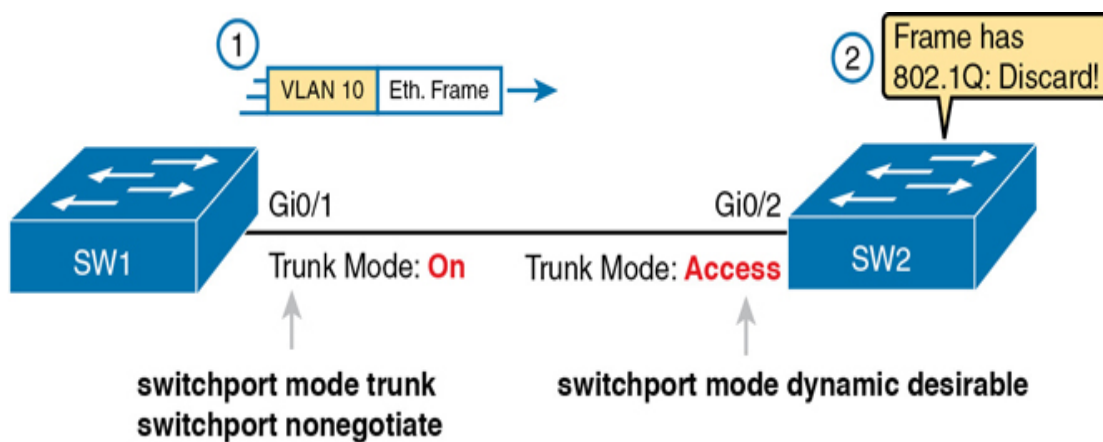 1
VLAN 10
Eth. Frame
2
Frame has
802.1Q: Discard!
SW1
Gi0/1
Gi0/2
SW2
Trunk Mode: On
Trunk Mode: Access
switchport mode trunk
switchport nonegotiate
switchport mode dynamic desirable